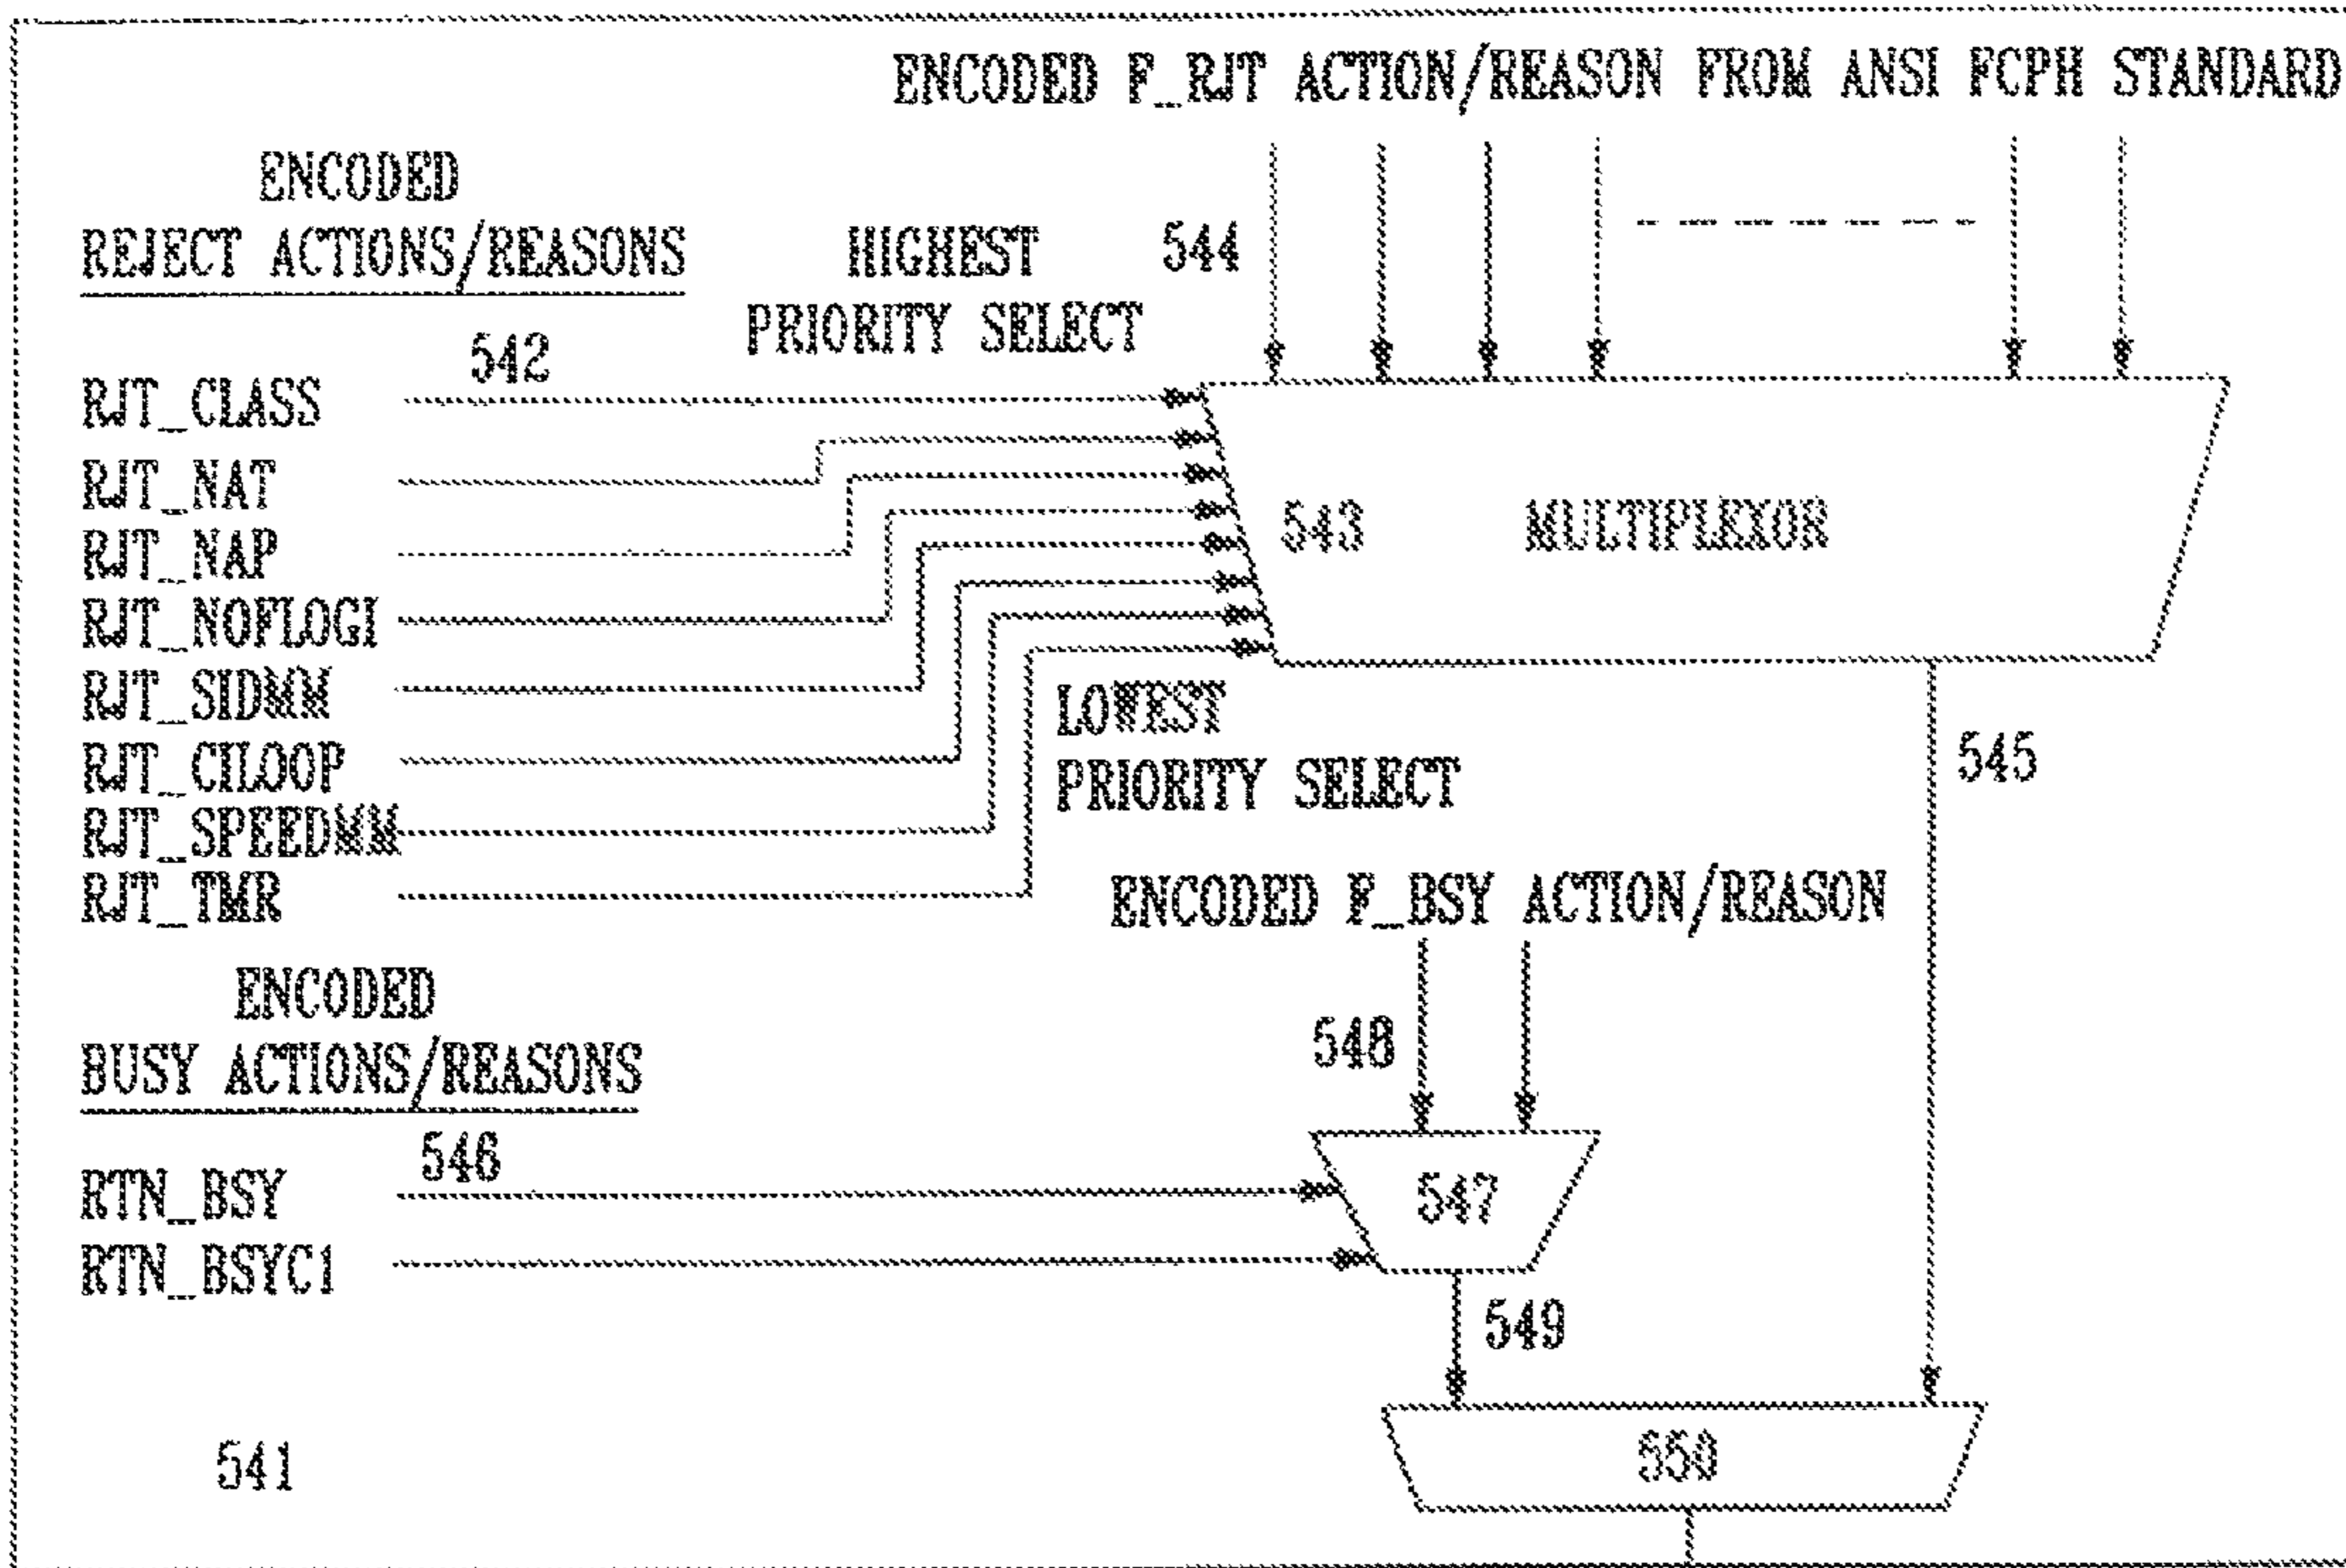 ENCODED F_RJT ACTION/REASON FROM ANSI FCPH STANDARD
ENCODED
REJECT ACTIONS/REASONS
HIGHEST
PRIORITY SELECT
544
542
RJT_CLASS
RJT_NAT
RJT_NAP
RJT_NOFLOGI
RJT_SIDMM
RJT_CILOOP
RJT_SPEEDMM
RJT_TMR
543
MULTIPLEXOR
LOWEST
PRIORITY SELECT
545
ENCODED F_BSY ACTION/REASON
ENCODED
BUSY ACTIONS/REASONS
548
546
RTN_BSY
RTN_BSYC1
547
549
541
550